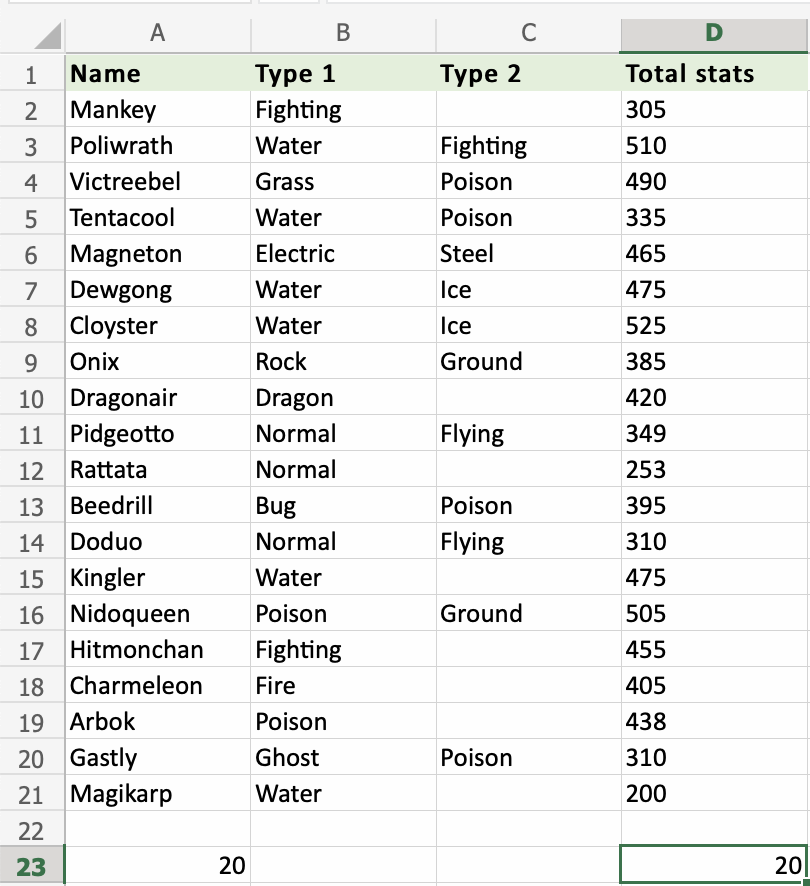 A B C D
1 Name Type 1 Type 2 Total stats
2 Mankey Fighting 305
3 Poliwrath Water Fighting 510
4 Victreebel Grass Poison 490
5 Tentacool Water Poison 335
6 Magneton Electric Steel 465
7 Dewgong Water Ice 475
8 Cloyster Water Ice 525
9 Onix Rock Ground 385
10 Dragonair Dragon 420
11 Pidgeotto Normal Flying 349
12 Rattata Normal 253
13 Beedrill Bug Poison 395
14 Doduo Normal Flying 310
15 Kingler Water 475
16 Nidoqueen Poison Ground 505
17 Hitmonchan Fighting 455
18 Charmeleon Fire 405
19 Arbok Poison 438
20 Gastly Ghost Poison 310
21 Magikarp Water 200
22
23 20 20